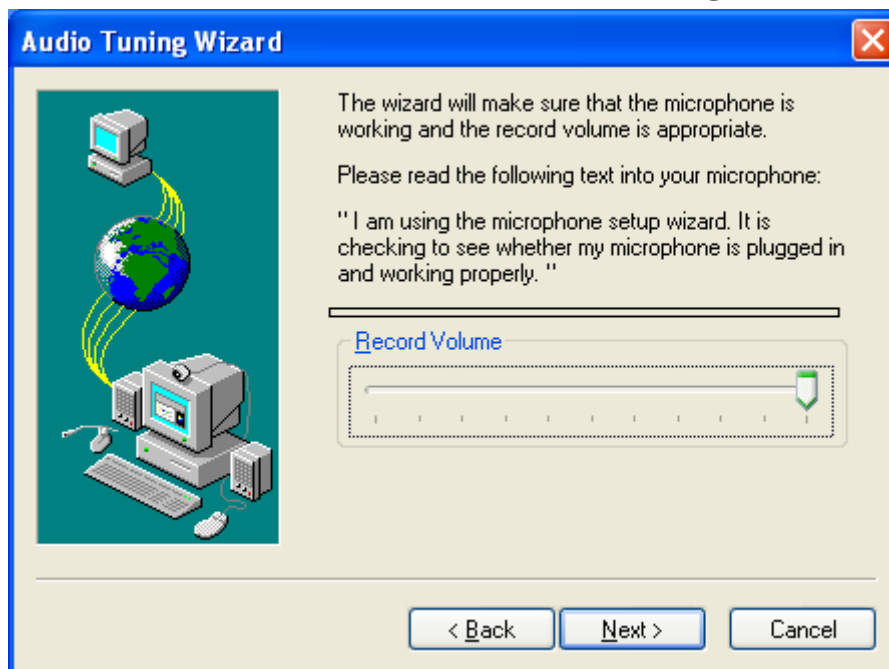 Audio Tuning Wizard
The wizard will make sure that the microphone is
working and the record volume is appropriate.
Please read the following text into your microphone:
"I am using the microphone setup wizard. It is
checking to see whether my microphone is plugged in
and working properly. "
Record Volume
< Back
Next >
Cancel